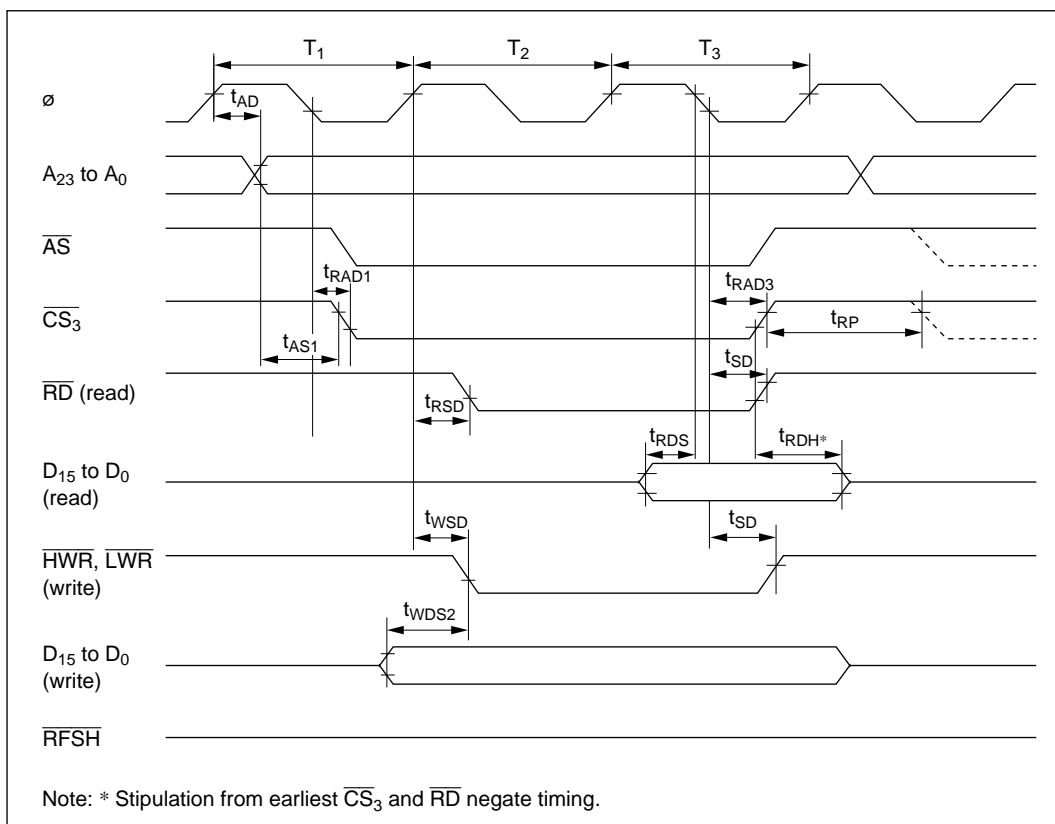 T1 T2 T3
ø
tAD
A23 to A0
AS
tRAD1 tRAD3
CS3
tRP
tAS1 tSD
RD (read)
tRSD
tRDS tRDH*
D15 to D0
(read)
tWSD tSD
HWR, LWR
(write)
tWDS2
D15 to D0
(write)
RFSH
Note: * Stipulation from earliest CS3 and RD negate timing.